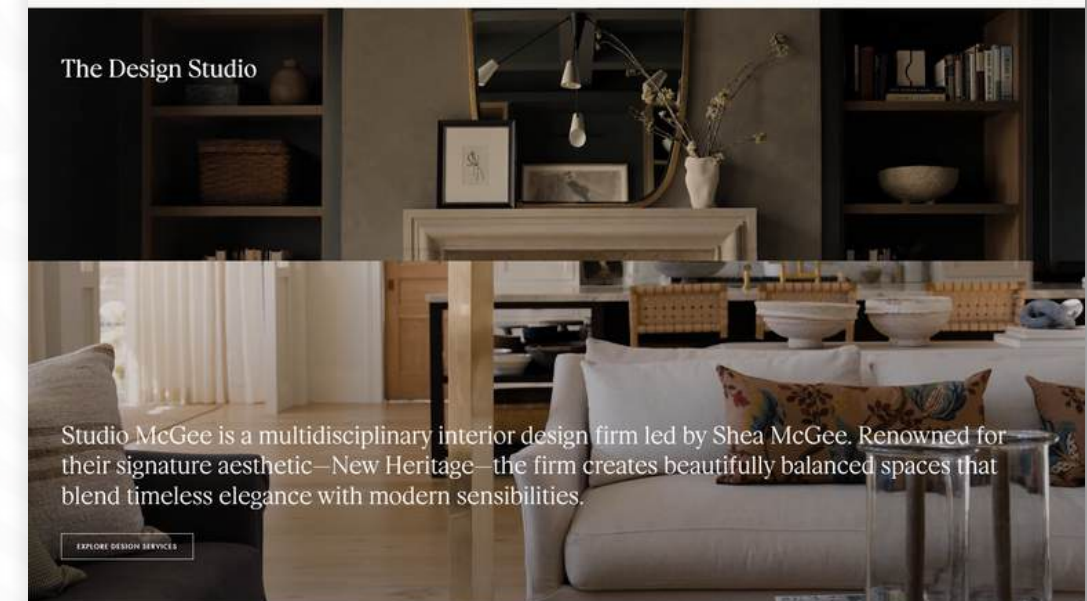 The Design Studio
Studio McGee is a multidisciplinary interior design firm led by Shea McGee. Renowned for
their signature aesthetic—New Heritage—the firm creates beautifully balanced spaces that
blend timeless elegance with modern sensibilities.
EXPLORE DESIGN SERVICES